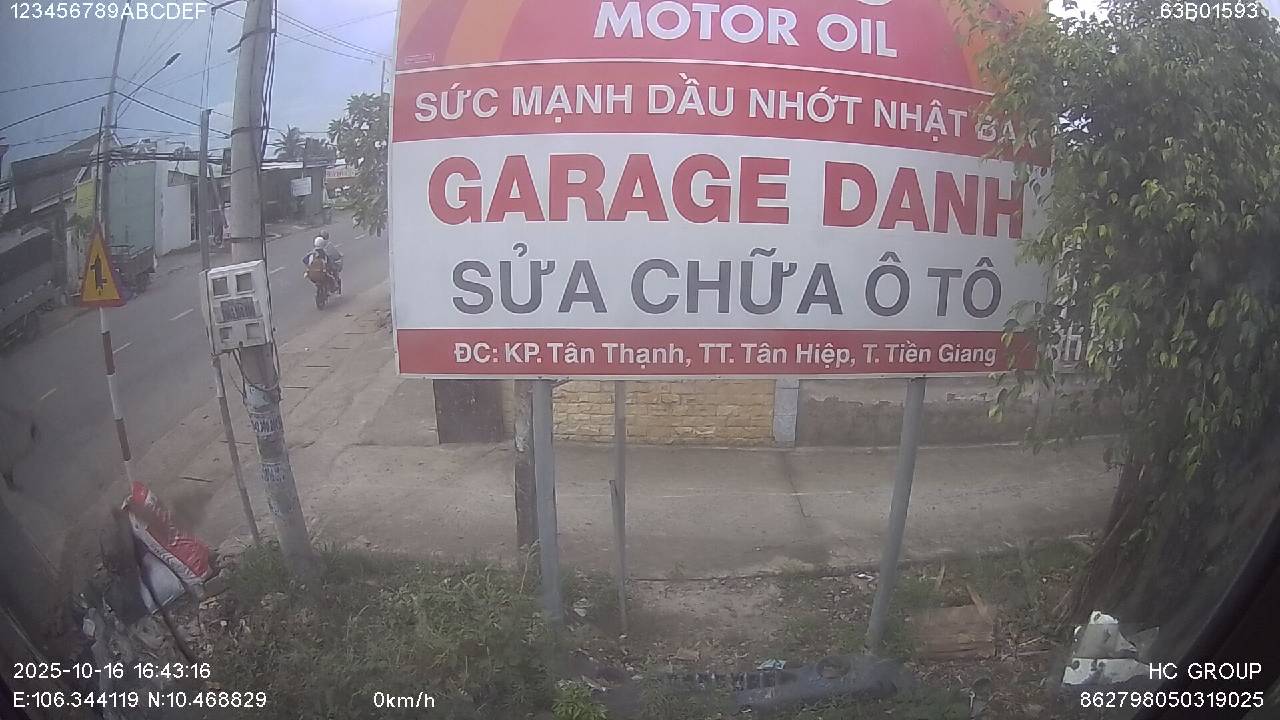 123456789ABCDEF
63B01593
MOTOR OIL
SỨC MẠNH DẦU NHỚT NHẬT
GARAGE DANH
SỬA CHỮA Ô TÔ
ĐC: KP. Tân Thạnh, TT. Tân Hiệp, T. Tiền Giang
2025-10-16 16:43:16
HC GROUP
E:106.344119 N:10.468829
0km/h
862798050319025